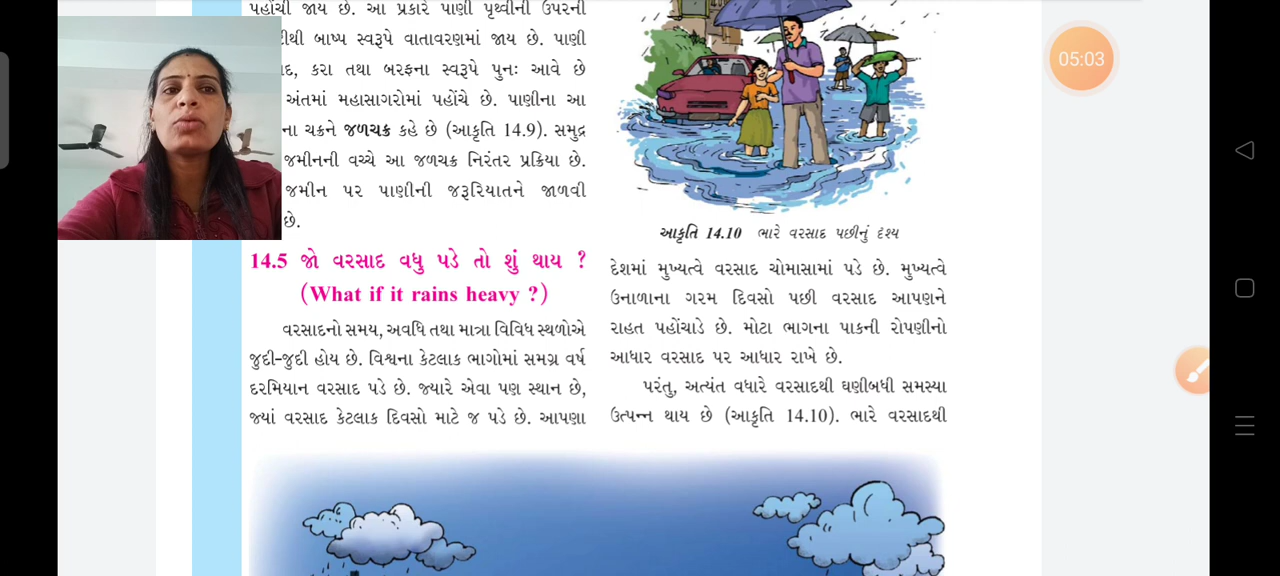 પહોંચી જાય છે. આ પ્રકારે પાણી પૃથ્વીની ઉપરની
બાષ્પ સ્વરૂપે વાતાવરણમાં જાય છે. પાણી
કરા તથા બરફના સ્વરૂપે પુનઃ આવે છે
અંતમાં મહાસાગરોમાં પહોંચે છે. પાણીના આ
ના ચક્રને જળચક્ર કહે છે (આકૃતિ 14.9). સમુદ્ર
જમીનની વચ્ચે આ જળચક્ર નિરંતર પ્રક્રિયા છે.
જમીન પર પાણીની જરૂરિયાતને જાળવી
છે.
14.5 જો વરસાદ વધુ પડે તો શું થાય ?
(What if it rains heavy ?)
વરસાદનો સમય, અવધિ તથા માત્રા વિવિધ સ્થળોએ
જુદી-જુદી હોય છે. વિશ્વના કેટલાક ભાગોમાં સમગ્ર વર્ષ
દરમિયાન વરસાદ પડે છે. જ્યારે એવા પણ સ્થાન છે,
જ્યાં વરસાદ કેટલાક દિવસો માટે જ પડે છે. આપણા
આકૃતિ 14.10 ભારે વરસાદ પછીનું દૃશ્ય
દેશમાં મુખ્યત્વે વરસાદ ચોમાસામાં પડે છે. મુખ્યત્વે
ઉનાળાના ગરમ દિવસો પછી વરસાદ આપણને
રાહત પહોંચાડે છે. મોટા ભાગના પાકની રોપણીનો
આધાર વરસાદ પર આધાર રાખે છે.
પરંતુ, અત્યંત વધારે વરસાદથી ઘણીબધી સમસ્યા
ઉત્પન્ન થાય છે (આકૃતિ 14.10). ભારે વરસાદથી
05:03